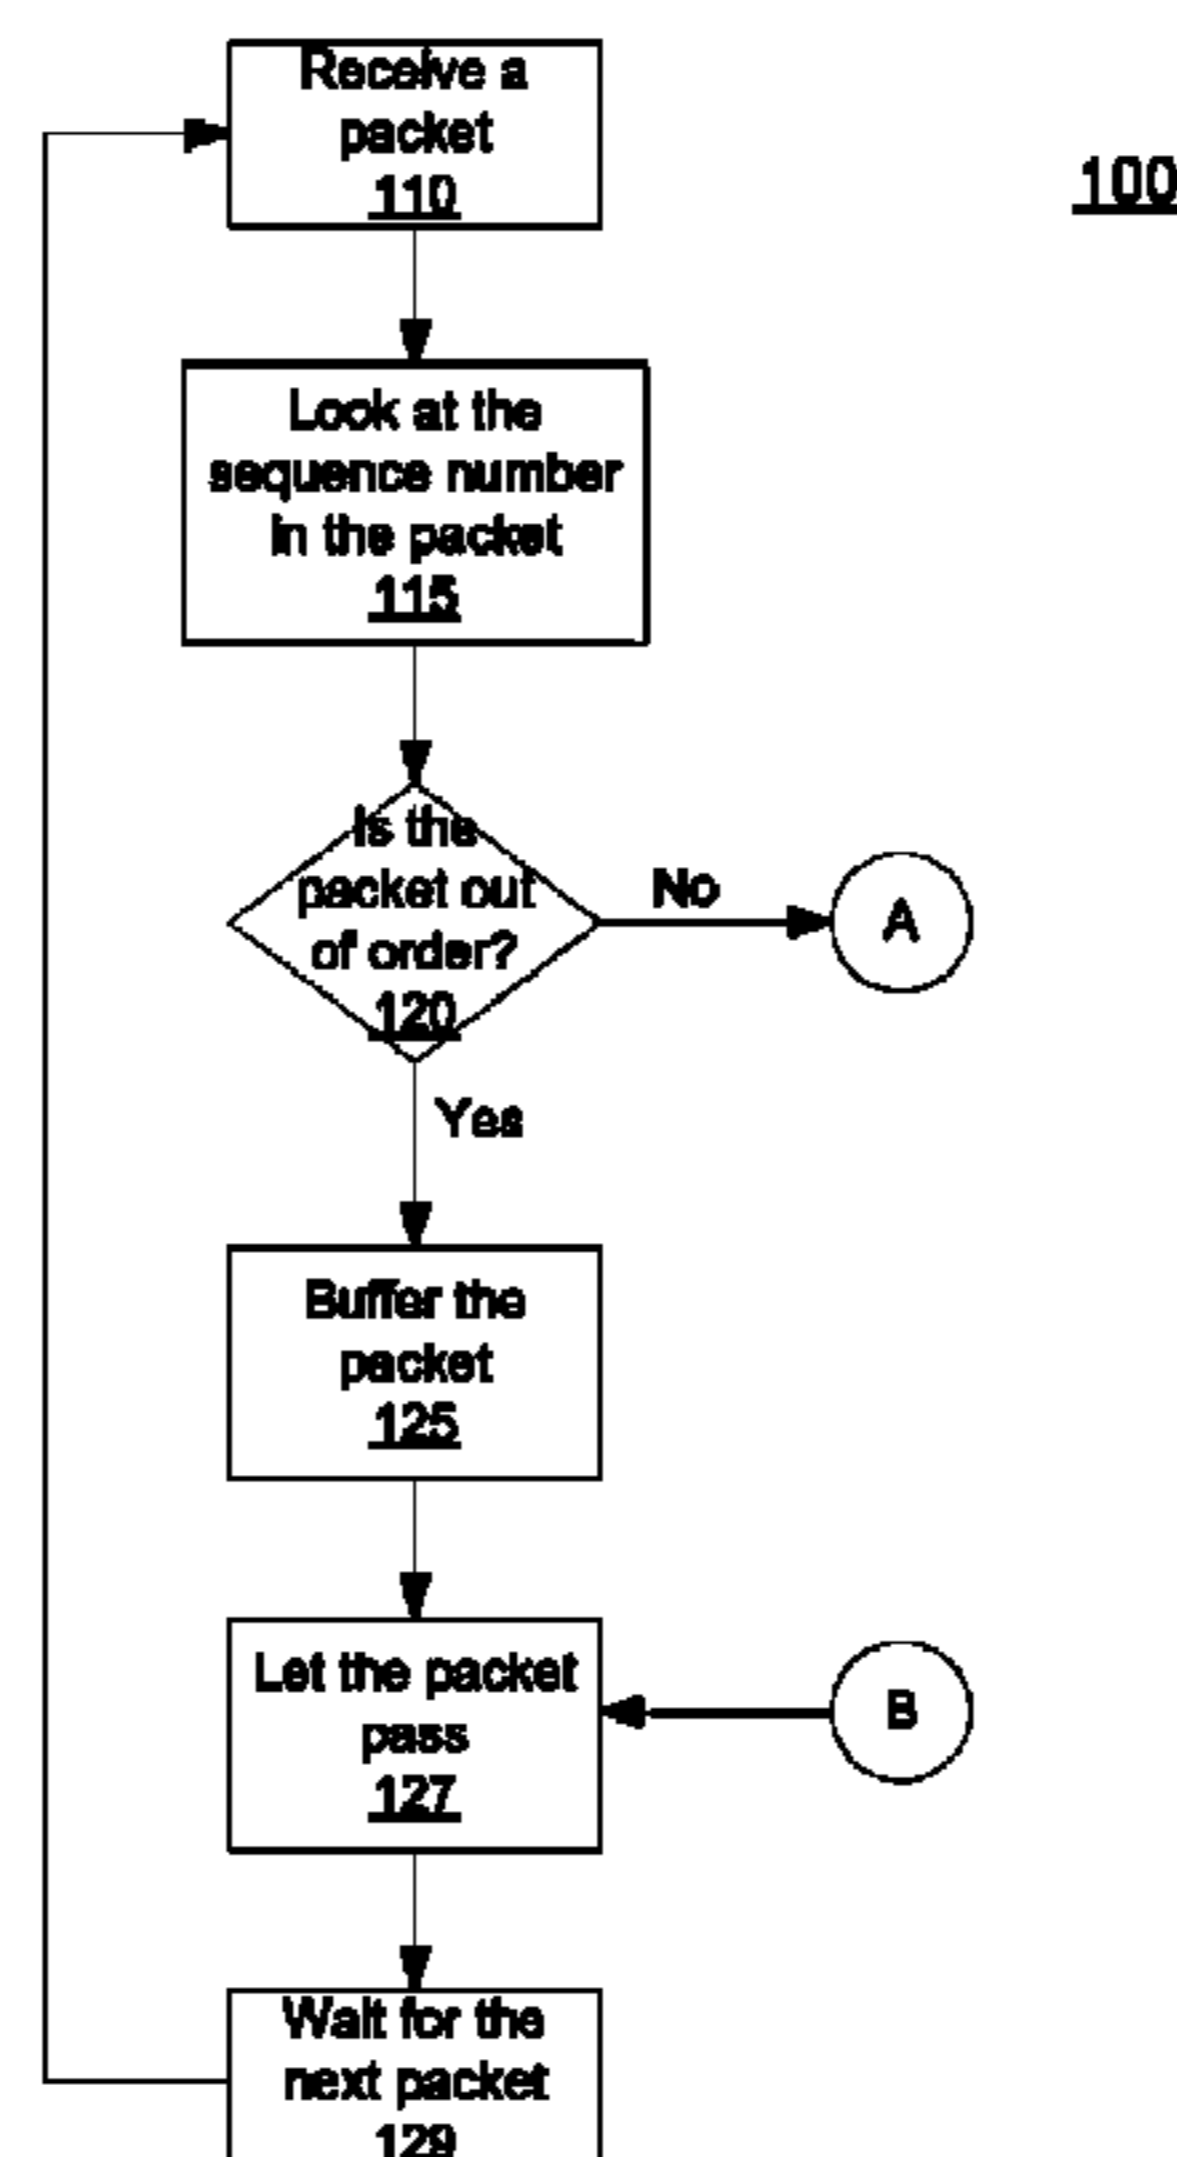 Receive a
packet
110
100
Look at the
sequence number
in the packet
115
Is the
packet out
of order?
120
No
A
Yes
Buffer the
packet
125
Let the packet
pass
127
B
Wait for the
next packet
129